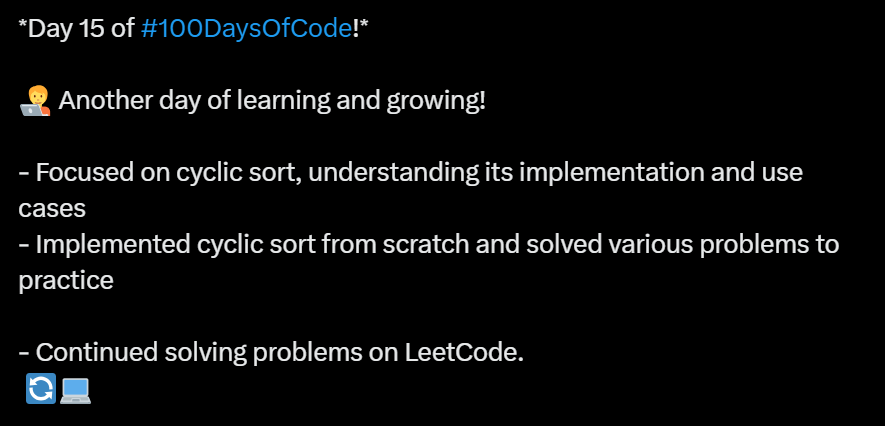 *Day 15 of #100DaysOfCode!*
🧑‍💻 Another day of learning and growing!
- Focused on cyclic sort, understanding its implementation and use
cases
- Implemented cyclic sort from scratch and solved various problems to
practice
- Continued solving problems on LeetCode.
🔄💻